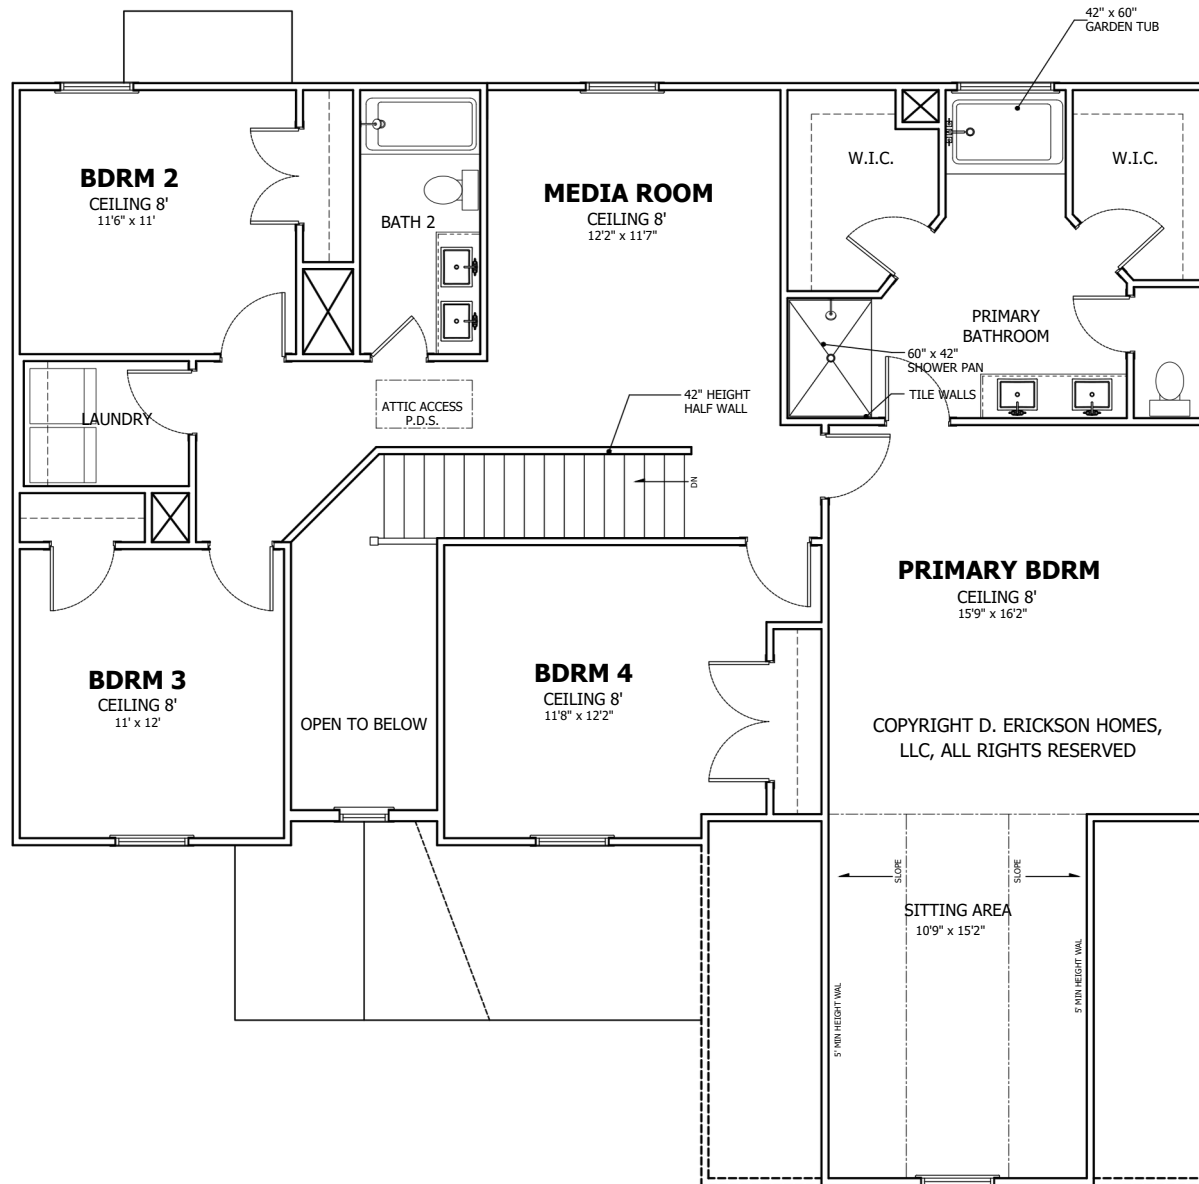 42" x 60"
GARDEN TUB
BDRM 2
CEILING 8'
11'6" x 11'
BATH 2
MEDIA ROOM
CEILING 8'
12'2" x 11'7"
W.I.C.
W.I.C.
PRIMARY
BATHROOM
60" x 42"
SHOWER PAN
TILE WALLS
LAUNDRY
ATTIC ACCESS
P.D.S.
42" HEIGHT
HALF WALL
DN
PRIMARY BDRM
CEILING 8'
15'9" x 16'2"
BDRM 3
CEILING 8'
11' x 12'
OPEN TO BELOW
BDRM 4
CEILING 8'
11'8" x 12'2"
COPYRIGHT D. ERICKSON HOMES,
LLC, ALL RIGHTS RESERVED
SLOPE
SLOPE
SITTING AREA
10'9" x 15'2"
5' MIN HEIGHT WAL
5' MIN HEIGHT WAL